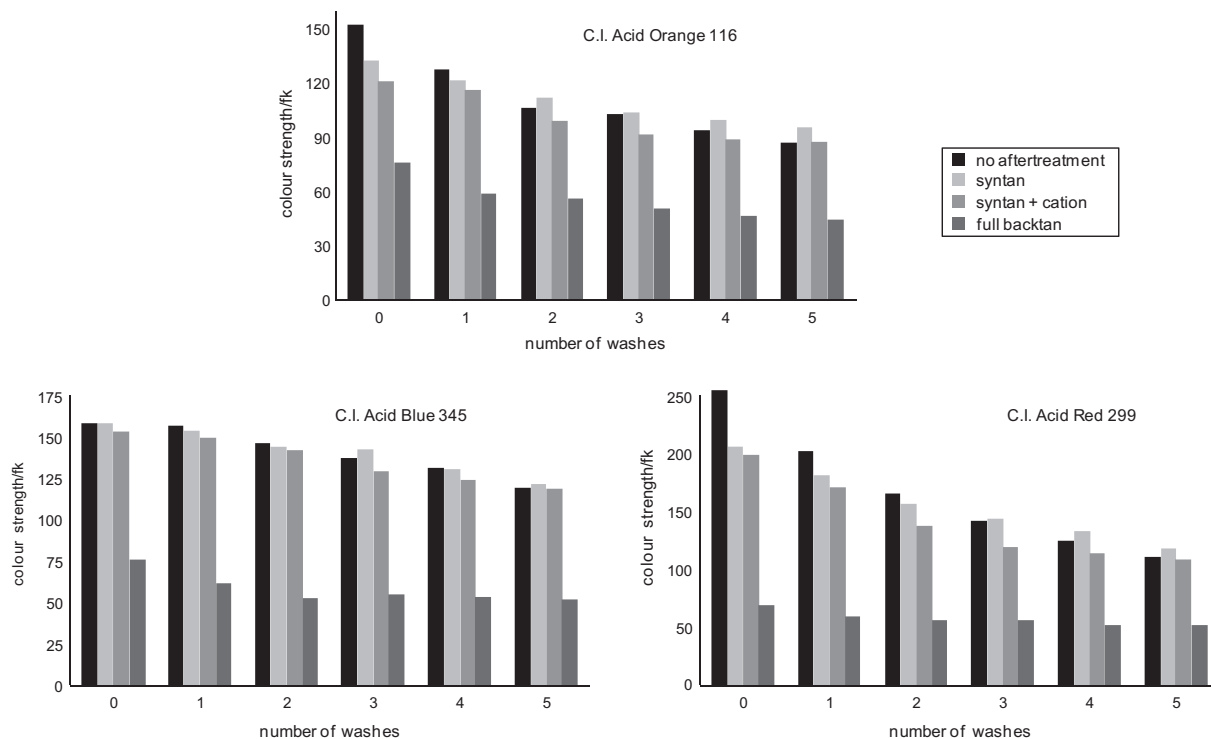 C.I. Acid Orange 116
150
120
90
60
30
0
colour strength/fk
0 1 2 3 4 5
number of washes
no aftertreatment
syntan
syntan + cation
full backtan
C.I. Acid Blue 345
175
150
125
100
75
50
25
0
colour strength/fk
0 1 2 3 4 5
number of washes
C.I. Acid Red 299
250
200
150
100
50
0
colour strength/fk
0 1 2 3 4 5
number of washes